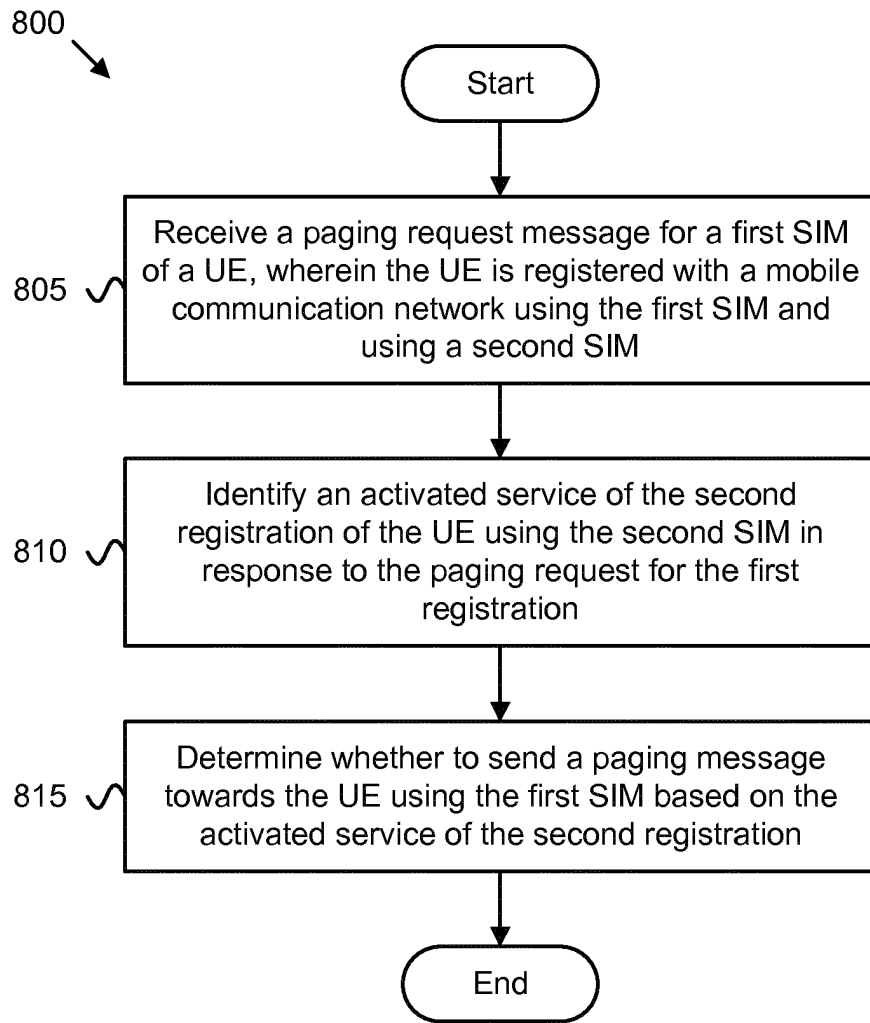 800
Start
805
Receive a paging request message for a first SIM
of a UE, wherein the UE is registered with a mobile
communication network using the first SIM and
using a second SIM
810
Identify an activated service of the second
registration of the UE using the second SIM in
response to the paging request for the first
registration
815
Determine whether to send a paging message
towards the UE using the first SIM based on the
activated service of the second registration
End